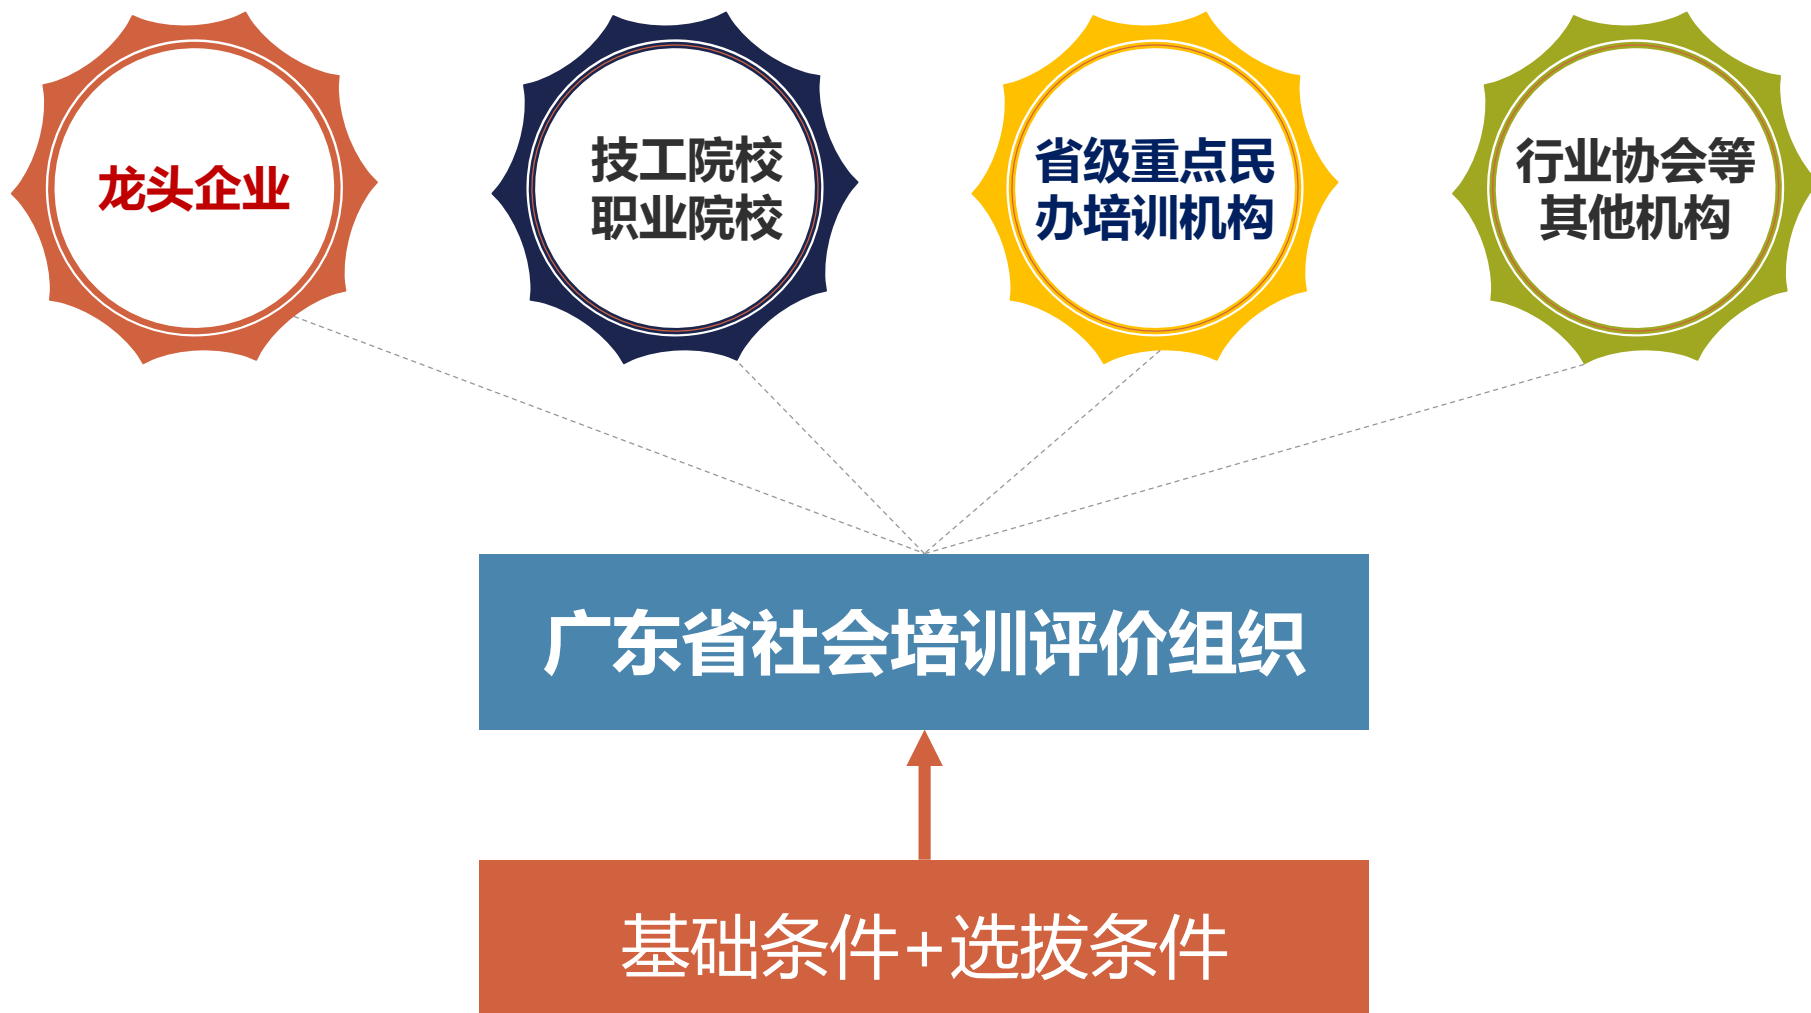 龙头企业
技工院校
职业院校
省级重点民
办培训机构
行业协会等
其他机构
广东省社会培训评价组织
基础条件+选拔条件